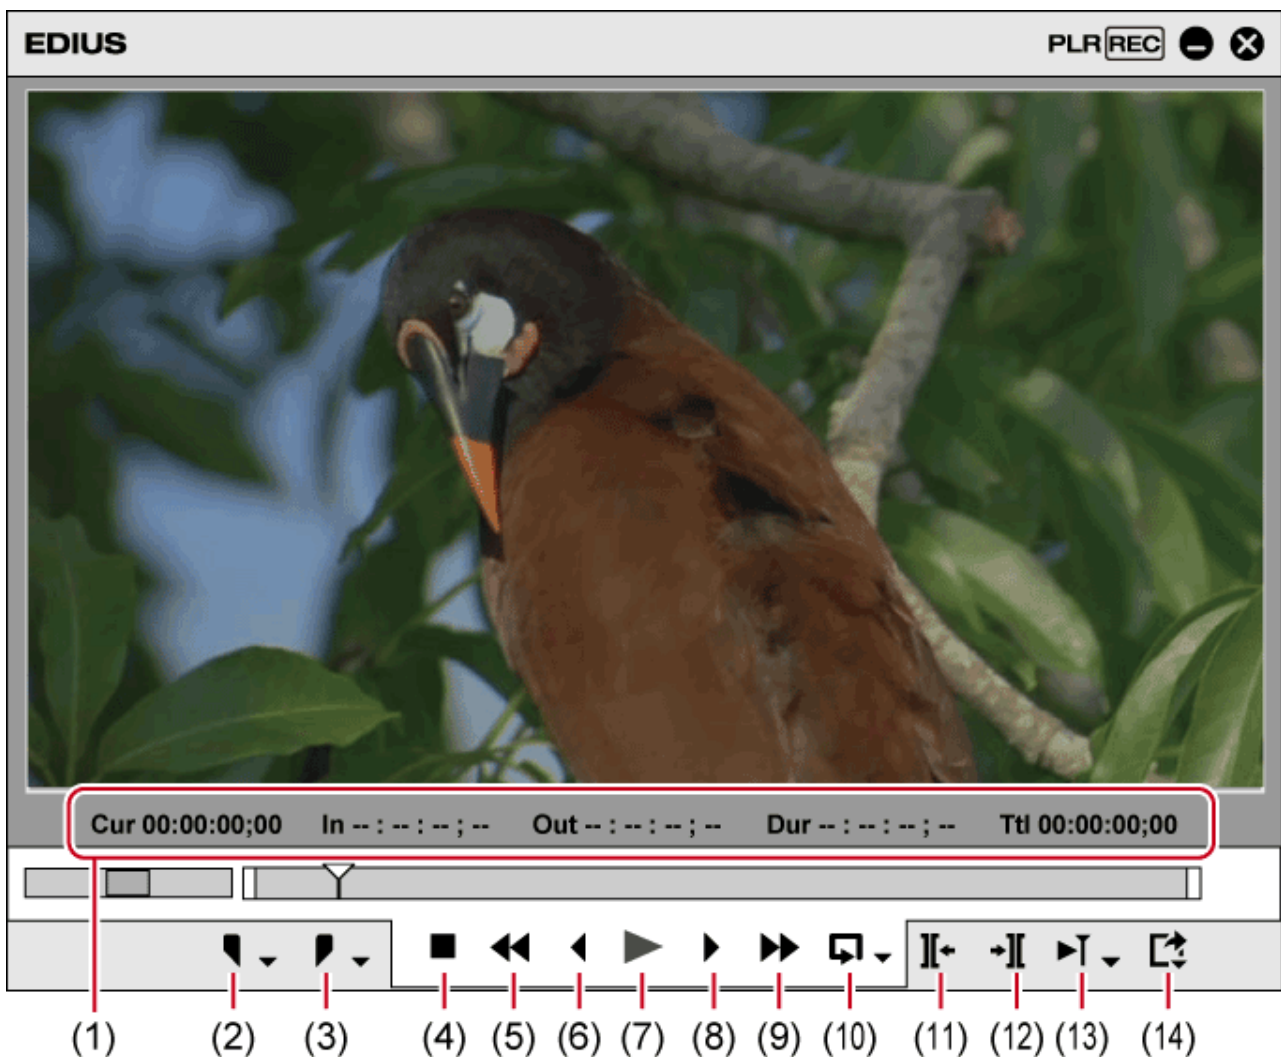 EDIUS PLR REC
Cur 00:00:00;00 In -- : -- : -- ; -- Out -- : -- : -- ; -- Dur -- : -- : -- ; -- Ttl 00:00:00;00
(1) (2) (3) (4) (5) (6) (7) (8) (9) (10) (11) (12) (13) (14)